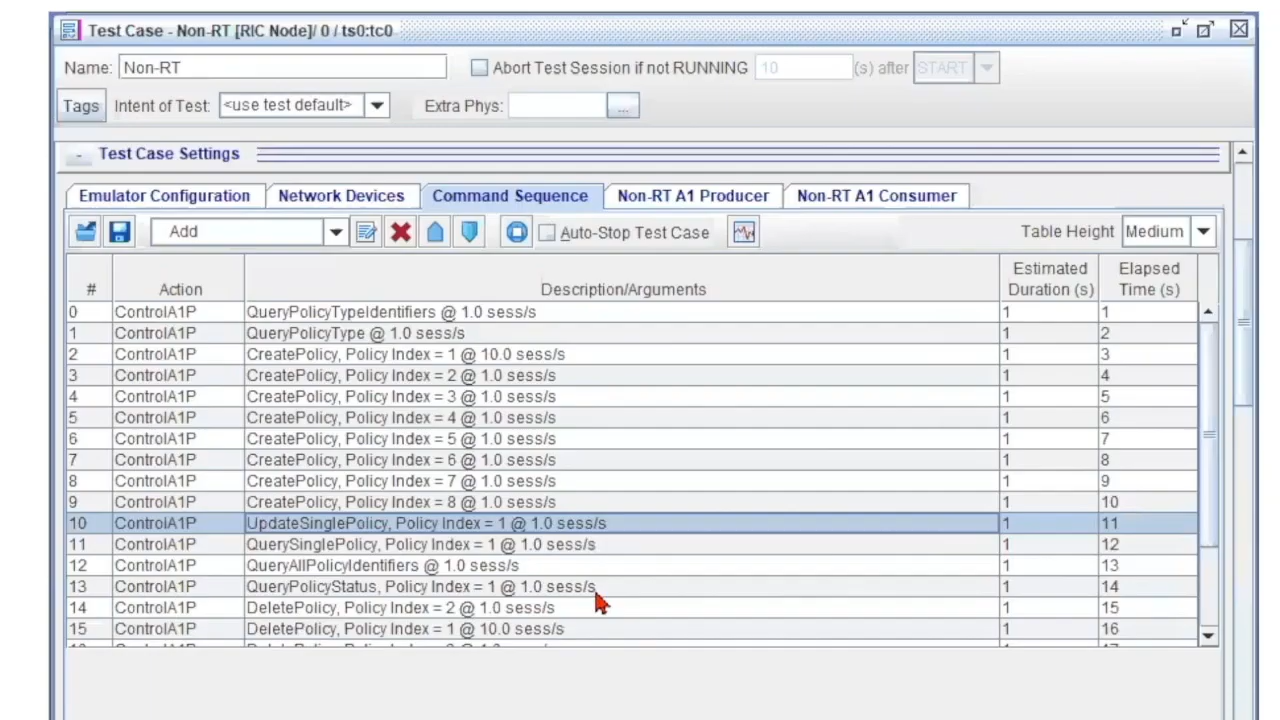 Test Case - Non-RT [RIC Node]/ 0 / ts0:tc0
Name: Non-RT Abort Test Session if not RUNNING 10 (s) after START
Tags Intent of Test: <use test default> Extra Phys: ...
- Test Case Settings
Emulator Configuration Network Devices Command Sequence Non-RT A1 Producer Non-RT A1 Consumer
Add Auto-Stop Test Case Table Height Medium
# Action Description/Arguments Estimated Duration (s) Elapsed Time (s)
0 ControlA1P QueryPolicyTypeIdentifiers @ 1.0 sess/s 1 1
1 ControlA1P QueryPolicyType @ 1.0 sess/s 1 2
2 ControlA1P CreatePolicy, Policy Index = 1 @ 10.0 sess/s 1 3
3 ControlA1P CreatePolicy, Policy Index = 2 @ 1.0 sess/s 1 4
4 ControlA1P CreatePolicy, Policy Index = 3 @ 1.0 sess/s 1 5
5 ControlA1P CreatePolicy, Policy Index = 4 @ 1.0 sess/s 1 6
6 ControlA1P CreatePolicy, Policy Index = 5 @ 1.0 sess/s 1 7
7 ControlA1P CreatePolicy, Policy Index = 6 @ 1.0 sess/s 1 8
8 ControlA1P CreatePolicy, Policy Index = 7 @ 1.0 sess/s 1 9
9 ControlA1P CreatePolicy, Policy Index = 8 @ 1.0 sess/s 1 10
10 ControlA1P UpdateSinglePolicy, Policy Index = 1 @ 1.0 sess/s 1 11
11 ControlA1P QuerySinglePolicy, Policy Index = 1 @ 1.0 sess/s 1 12
12 ControlA1P QueryAllPolicyIdentifiers @ 1.0 sess/s 1 13
13 ControlA1P QueryPolicyStatus, Policy Index = 1 @ 1.0 sess/s 1 14
14 ControlA1P DeletePolicy, Policy Index = 2 @ 1.0 sess/s 1 15
15 ControlA1P DeletePolicy, Policy Index = 1 @ 10.0 sess/s 1 16